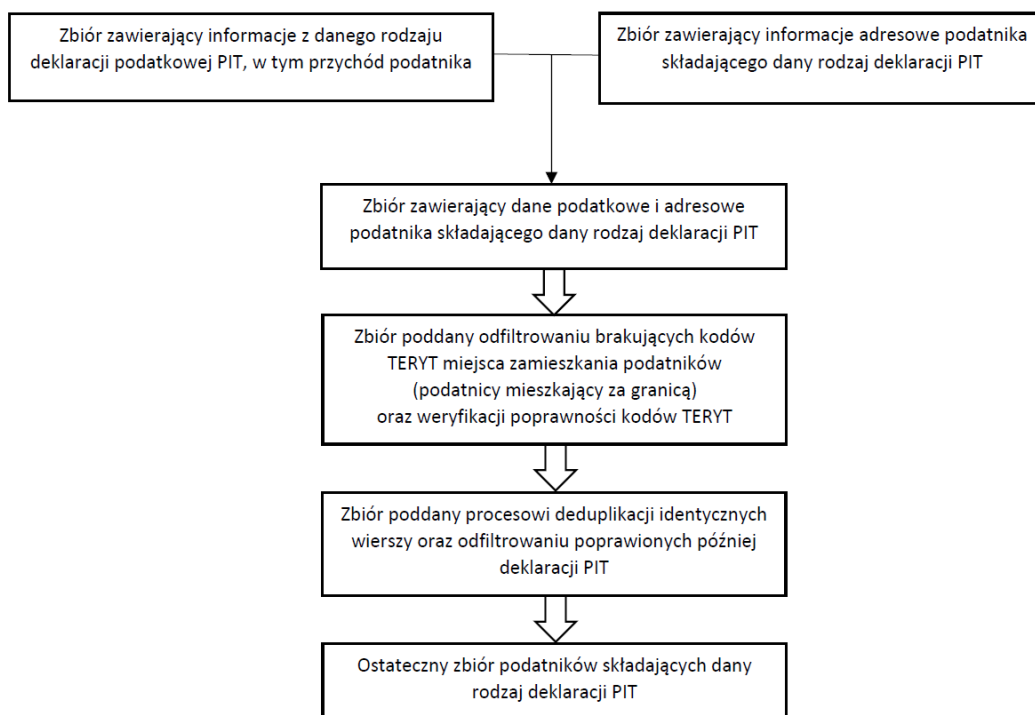 Zbiór zawierający informacje z danego rodzaju
deklaracji podatkowej PIT, w tym przychód podatnika
Zbiór zawierający informacje adresowe podatnika
składającego dany rodzaj deklaracji PIT
Zbiór zawierający dane podatkowe i adresowe
podatnika składającego dany rodzaj deklaracji PIT
Zbiór poddany odfiltrowaniu brakujących kodów
TERYT miejsca zamieszkania podatników
(podatnicy mieszkający za granicą)
oraz weryfikacji poprawności kodów TERYT
Zbiór poddany procesowi deduplikacji identycznych
wierszy oraz odfiltrowaniu poprawionych później
deklaracji PIT
Ostateczny zbiór podatników składających dany
rodzaj deklaracji PIT